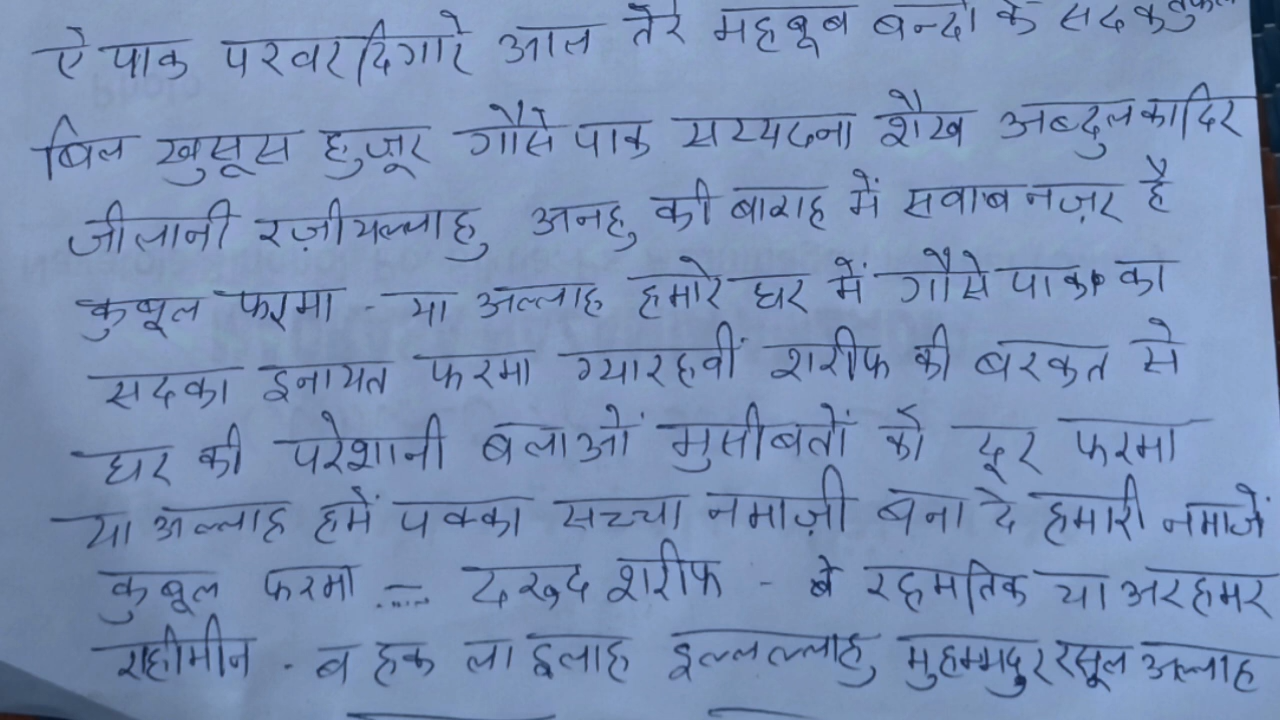 ऐ पाक परवरदिगारे आल तेरे महबूब बन्दों के सदक तुफैल
बिल खुसूस हुज़ूर गौसे पाक सय्यदना शैख अब्दुलकादिर
जीलानी रज़ीयल्लाहु अनहु की बाराह में सवाब नज़र है
कुबूल फरमा - या अल्लाह हमारे घर में गौसे पाक का
सदका इनायत फरमा ग्यारहवीं शरीफ की बरकत से
घर की परेशानी बलाओं मुसीबतों को दूर फरमा
या अल्लाह हमें पक्का सच्चा नमाज़ी बना दे हमारी नमाजें
कुबूल फरमा --- दरूद शरीफ - बे रहमतिक या अरहमर
राहीमीन - ब हक ला इलाह इल्लल्लाहु मुहम्मदुर रसूल अल्लाह